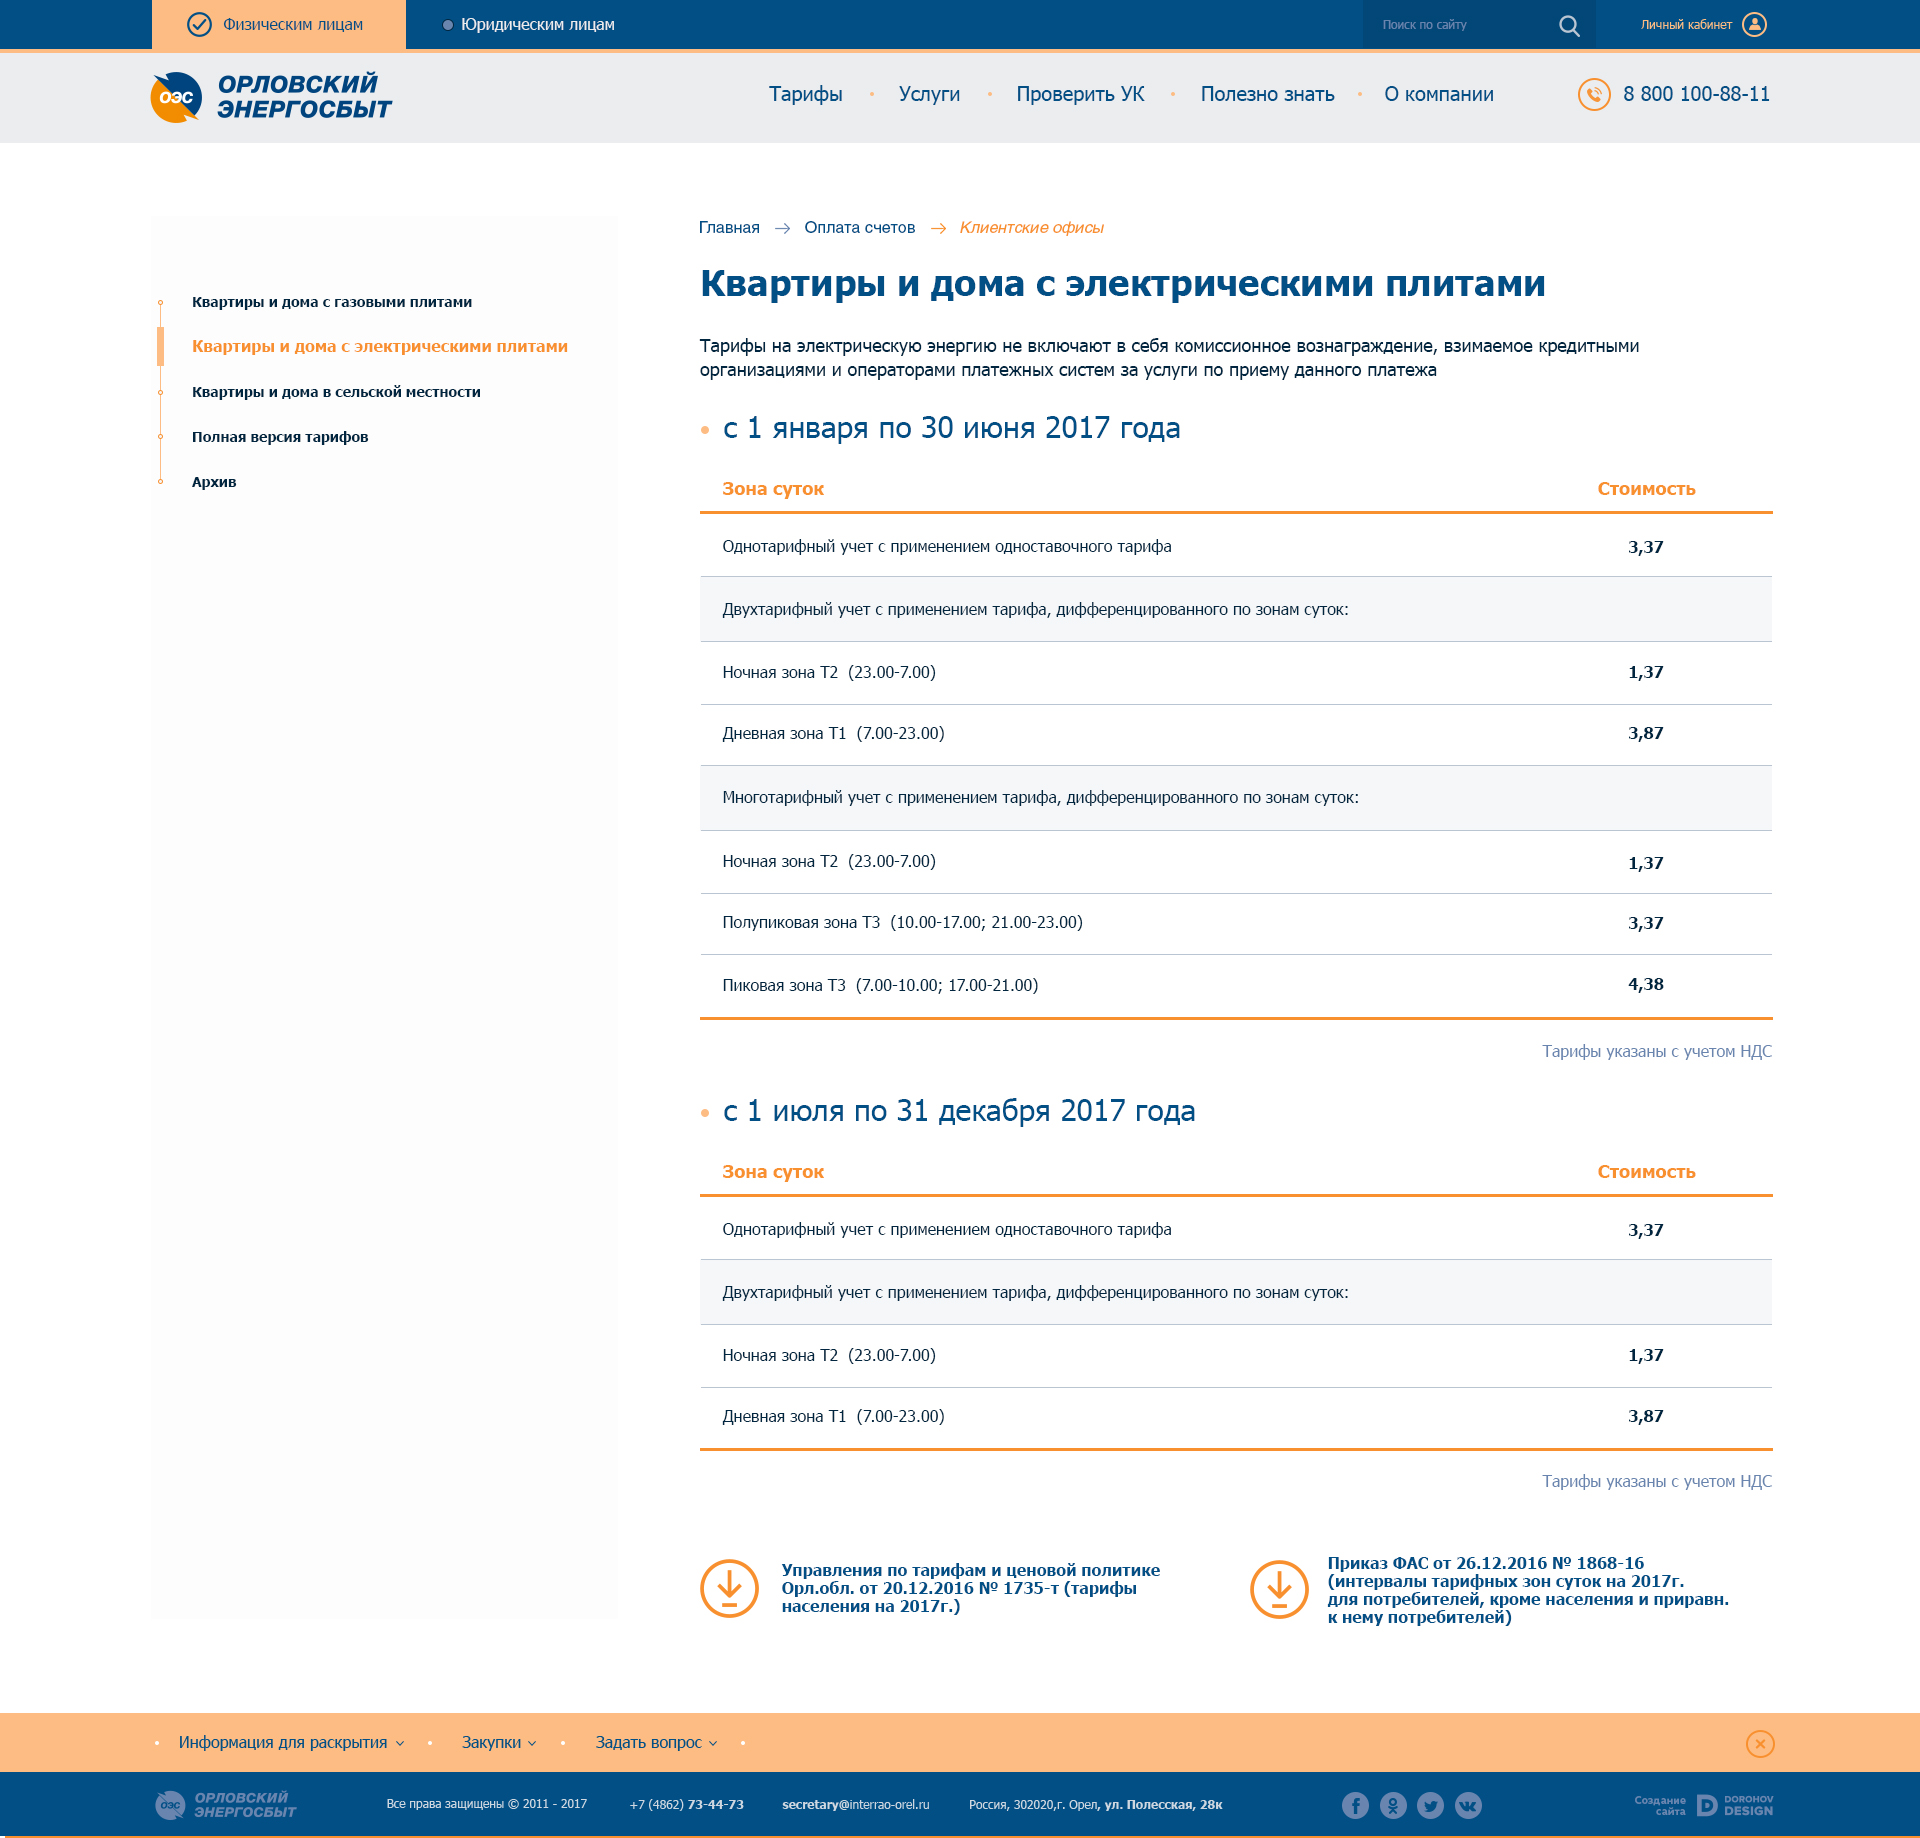 Физическим лицам
Юридическим лицам
Поиск по сайту
Личный кабинет
ОЭС
ОРЛОВСКИЙ
ЭНЕРГОСБЫТ
Тарифы
Услуги
Проверить УК
Полезно знать
О компании
8 800 100-88-11
Главная
Оплата счетов
Клиентские офисы
Квартиры и дома с газовыми плитами
Квартиры и дома с электрическими плитами
Квартиры и дома в сельской местности
Полная версия тарифов
Архив
Квартиры и дома с электрическими плитами
Тарифы на электрическую энергию не включают в себя комиссионное вознаграждение, взимаемое кредитными
организациями и операторами платежных систем за услуги по приему данного платежа
с 1 января по 30 июня 2017 года
Зона суток Стоимость
Однотарифный учет с применением одноставочного тарифа 3,37
Двухтарифный учет с применением тарифа, дифференцированного по зонам суток:
Ночная зона Т2 (23.00-7.00) 1,37
Дневная зона Т1 (7.00-23.00) 3,87
Многотарифный учет с применением тарифа, дифференцированного по зонам суток:
Ночная зона Т2 (23.00-7.00) 1,37
Полупиковая зона Т3 (10.00-17.00; 21.00-23.00) 3,37
Пиковая зона Т3 (7.00-10.00; 17.00-21.00) 4,38
Тарифы указаны с учетом НДС
с 1 июля по 31 декабря 2017 года
Зона суток Стоимость
Однотарифный учет с применением одноставочного тарифа 3,37
Двухтарифный учет с применением тарифа, дифференцированного по зонам суток:
Ночная зона Т2 (23.00-7.00) 1,37
Дневная зона Т1 (7.00-23.00) 3,87
Тарифы указаны с учетом НДС
Управления по тарифам и ценовой политике
Орл.обл. от 20.12.2016 № 1735-т (тарифы
населения на 2017г.)
Приказ ФАС от 26.12.2016 № 1868-16
(интервалы тарифных зон суток на 2017г.
для потребителей, кроме населения и приравн.
к нему потребителей)
Информация для раскрытия
Закупки
Задать вопрос
ОЭС
ОРЛОВСКИЙ
ЭНЕРГОСБЫТ
Все права защищены © 2011 - 2017
+7 (4862) 73-44-73
secretary@interrao-orel.ru
Россия, 302020,г. Орел, ул. Полесская, 28к
Создание
сайта
DOROHOV
DESIGN